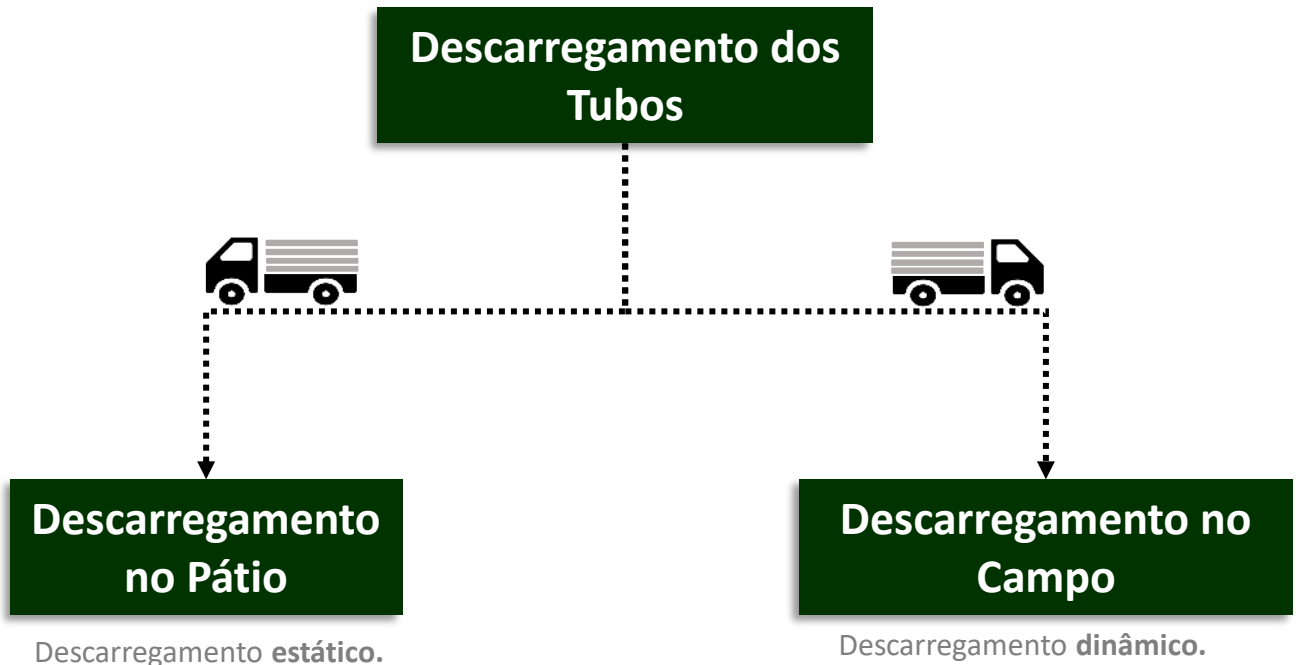 Descarregamento dos
Tubos
Descarregamento
no Pátio
Descarregamento no
Campo
Descarregamento estático.
Descarregamento dinâmico.